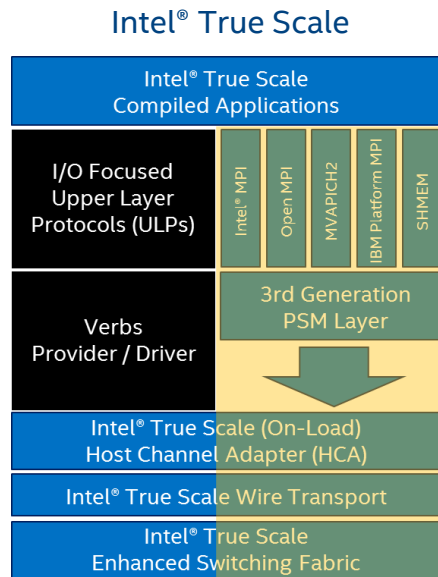 Intel® True Scale
Intel® True Scale
Compiled Applications
I/O Focused
Upper Layer
Protocols (ULPs)
Intel® MPI
Open MPI
MVAPICH2
IBM Platform MPI
SHMEM
Verbs
Provider / Driver
3rd Generation
PSM Layer
Intel® True Scale (On-Load)
Host Channel Adapter (HCA)
Intel® True Scale Wire Transport
Intel® True Scale
Enhanced Switching Fabric